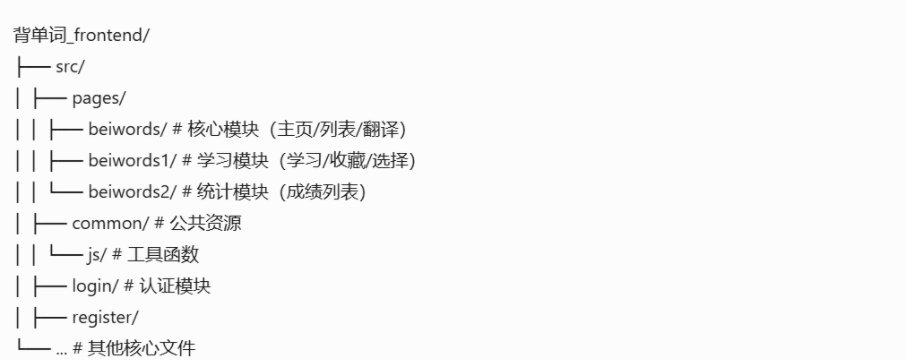 背单词_frontend/
├── src/
│ ├── pages/
│ │ ├── beiwords/ # 核心模块（主页/列表/翻译）
│ │ ├── beiwords1/ # 学习模块（学习/收藏/选择）
│ │ └── beiwords2/ # 统计模块（成绩列表）
│ ├── common/ # 公共资源
│ │ └── js/ # 工具函数
│ ├── login/ # 认证模块
│ ├── register/
└── ... # 其他核心文件